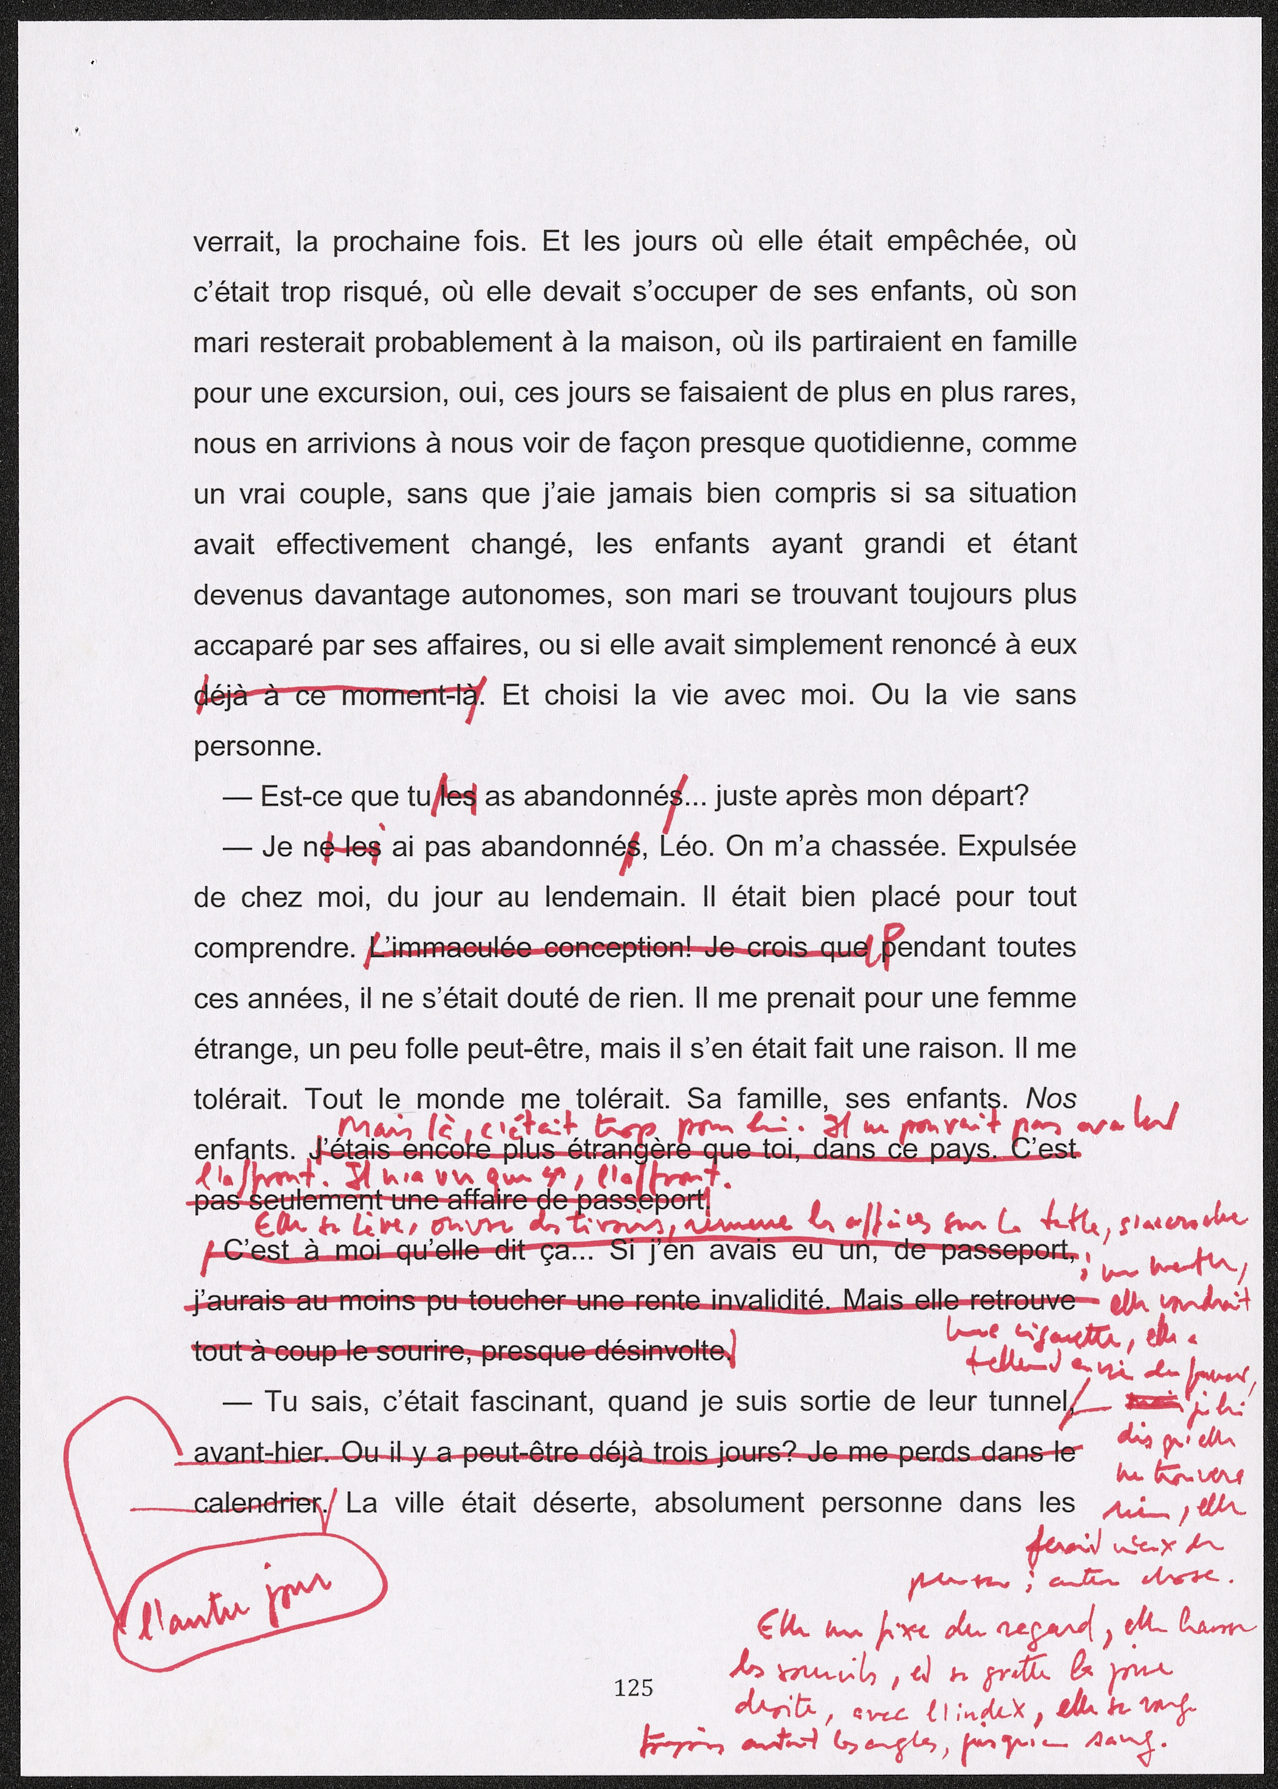 verrait, la prochaine fois. Et les jours où elle était empêchée, où
c’était trop risqué, où elle devait s’occuper de ses enfants, où son
mari resterait probablement à la maison, où ils partiraient en famille
pour une excursion, oui, ces jours se faisaient de plus en plus rares,
nous en arrivions à nous voir de façon presque quotidienne, comme
un vrai couple, sans que j’aie jamais bien compris si sa situation
avait effectivement changé, les enfants ayant grandi et étant
devenus davantage autonomes, son mari se trouvant toujours plus
accaparé par ses affaires, ou si elle avait simplement renoncé à eux
déjà à ce moment-là. Et choisi la vie avec moi. Ou la vie sans
personne.
— Est-ce que tu les as abandonnés... juste après mon départ?
— Je ne les ai pas abandonnés, Léo. On m’a chassée. Expulsée
de chez moi, du jour au lendemain. Il était bien placé pour tout
comprendre. L’immaculée conception! Je crois que pendant toutes
P
ces années, il ne s’était douté de rien. Il me prenait pour une femme
étrange, un peu folle peut-être, mais il s’en était fait une raison. Il me
tolérait. Tout le monde me tolérait. Sa famille, ses enfants. Nos
Mais là, c'était trop pour lui. Il ne pouvait pas avaler
enfants. J’étais encore plus étrangère que toi, dans ce pays. C’est
l'affront. Il n'a vu que ça, l'affront.
pas seulement une affaire de passeport.
Elle se lève, ouvre des tiroirs, remue les affaires sur la table, s'accroche
C’est à moi qu’elle dit ça... Si j’en avais eu un, de passeport,
à un
j’aurais au moins pu toucher une rente invalidité. Mais elle retrouve
elle voudrait
une cigarette, elle a
tout à coup le sourire, presque désinvolte.
tellement envie de fumer,
— Tu sais, c’était fascinant, quand je suis sortie de leur tunnel,
je lui
dis qu'elle
avant-hier. Ou il y a peut-être déjà trois jours? Je me perds dans le
ne trouvera
calendrier. La ville était déserte, absolument personne dans les
rien, elle
ferait mieux de
penser à autre chose.
l'autre jour
Elle me fixe du regard, elle hausse
les sourcils, et se gratte la joue
droite, avec l'index, elle se ronge
toujours autant les ongles, jusqu'au sang.
125